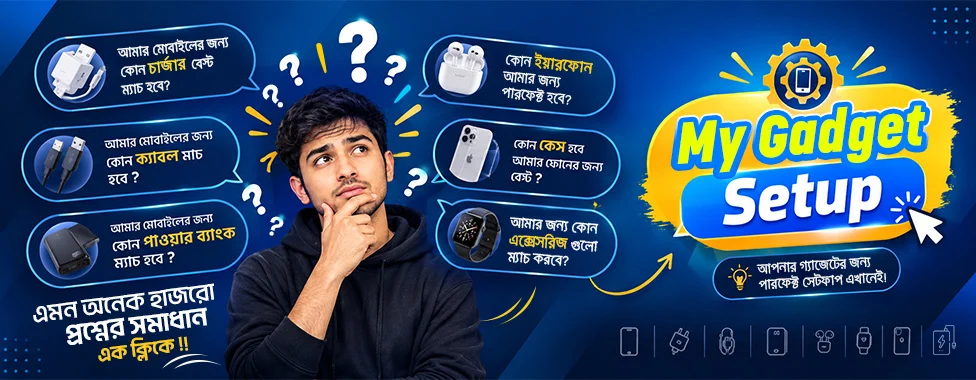 আমার মোবাইলের জন্য
কোন চার্জার বেস্ট
ম্যাচ হবে?
আমার মোবাইলের জন্য
কোন ক্যাবল মাচ
হবে ?
আমার মোবাইলের জন্য
কোন পাওয়ার ব্যাংক
ম্যাচ হবে ?
এমন অনেক হাজরো
প্রশ্নের সমাধান
এক ক্লিকে !!
কোন ইয়ারফোন
আমার জন্য
পারফেক্ট হবে?
কোন কেস হবে
আমার ফোনের জন্য
বেস্ট ?
আমার জন্য কোন
এক্সেসরিজ গুলো
ম্যাচ করবে?
My Gadget
Setup
আপনার গ্যাজেটের জন্য
পারফেক্ট সেটফাপ এখানেই!